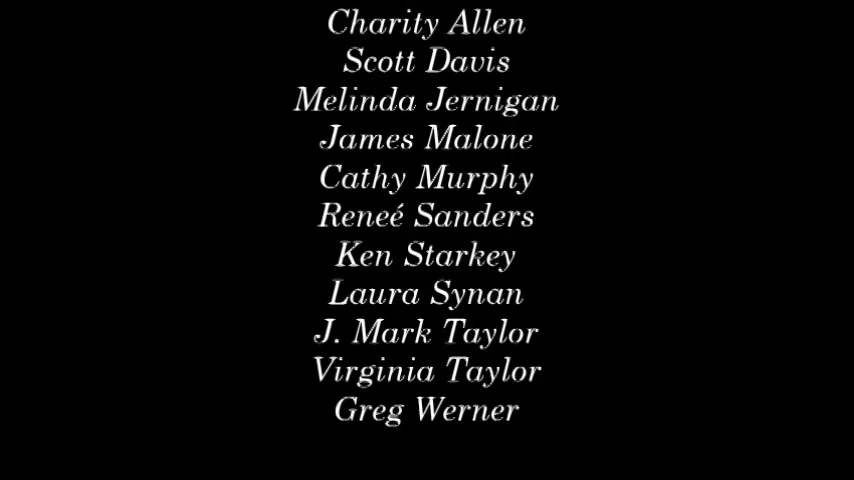 Charity Allen
Scott Davis
Melinda Jernigan
James Malone
Cathy Murphy
Reneé Sanders
Ken Starkey
Laura Synan
J. Mark Taylor
Virginia Taylor
Greg Werner